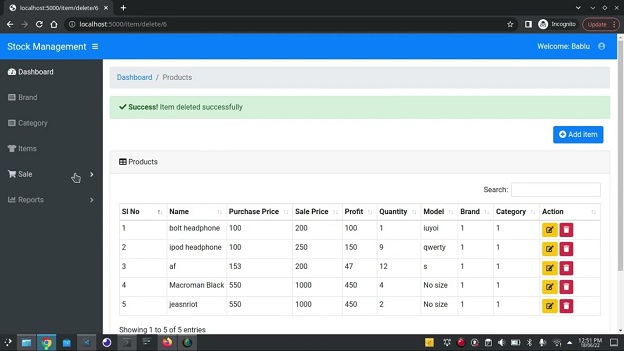 localhost:5000/item/delete/6
localhost:5000/item/delete/6
Incognito
Update
Stock Management
Welcome: Bablu
Dashboard
Brand
Category
Items
Sale
Reports
Dashboard / Products
Success! Item deleted successfully
Add item
Products
Search:
Sl No Name Purchase Price Sale Price Profit Quantity Model Brand Category Action
1 bolt headphone 100 200 100 1 iuyoi 1 1
2 ipod headphone 100 250 150 9 qwerty 1 1
3 af 153 200 47 12 s 1 1
4 Macroman Black 550 1000 450 4 No size 1 1
5 jeasnriot 550 1000 450 2 No size 1 1
Showing 1 to 5 of 5 entries
12:51 PM
18/06/22